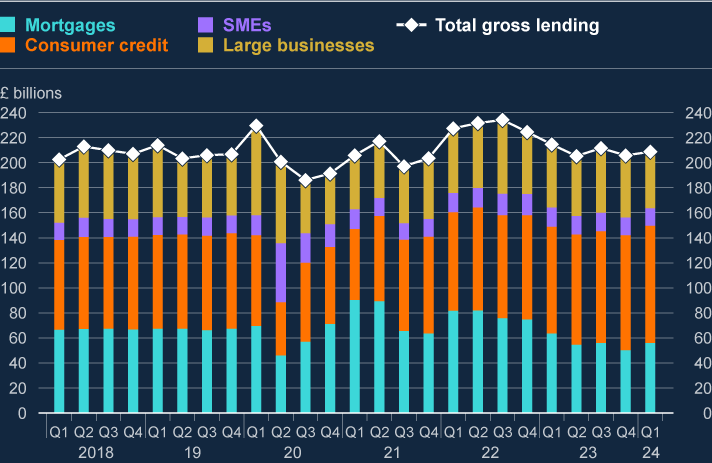 Mortgages SMEs Total gross lending
Consumer credit Large businesses
£ billions
240 240
220 220
200 200
180 180
160 160
140 140
120 120
100 100
80 80
60 60
40 40
20 20
0 0
Q1 Q2 Q3 Q4 Q1 Q2 Q3 Q4 Q1 Q2 Q3 Q4 Q1 Q2 Q3 Q4 Q1 Q2 Q3 Q4 Q1 Q2 Q3 Q4 Q1
2018 19 20 21 22 23 24